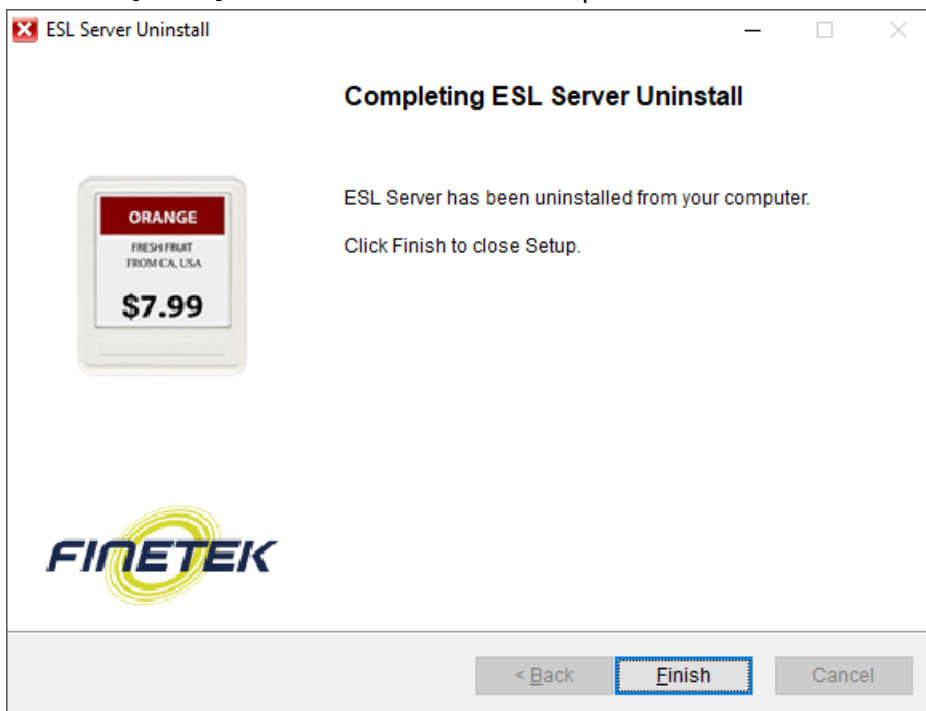 ESL Server Uninstall
Completing ESL Server Uninstall
ESL Server has been uninstalled from your computer.
Click Finish to close Setup.
ORANGE
FRESH FRUIT
FROM CA, USA
$7.99
FINETEK
< Back
Finish
Cancel